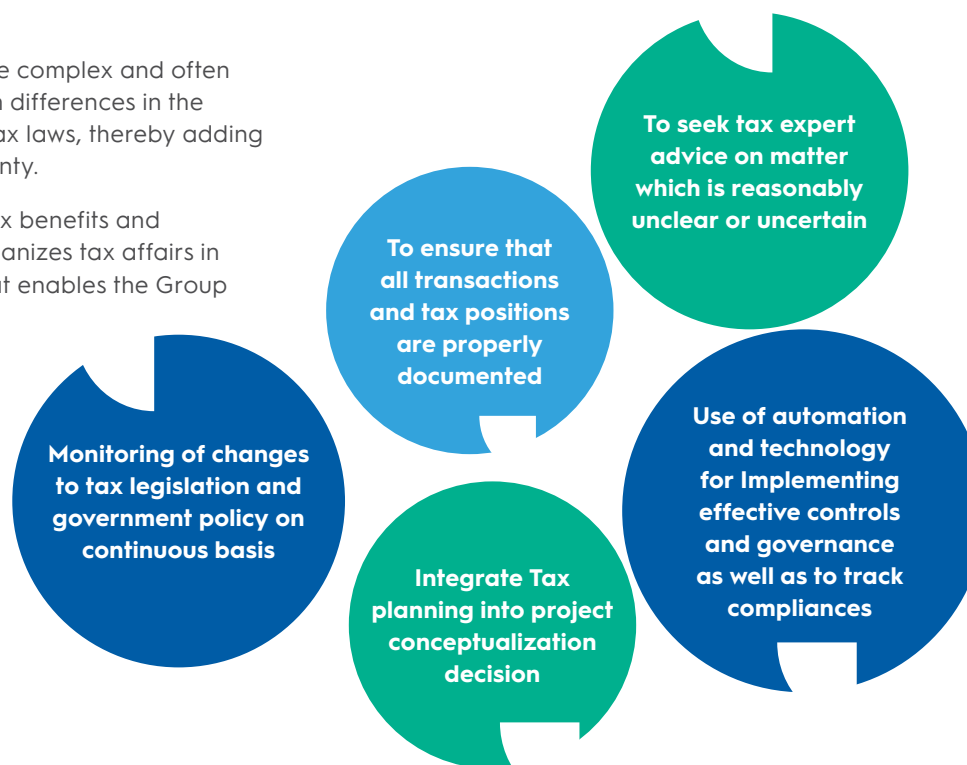 e complex and often
differences in the
ax laws, thereby adding
nty.
x benefits and
anizes tax affairs in
at enables the Group
To seek tax expert
advice on matter
which is reasonably
unclear or uncertain
To ensure that
all transactions
and tax positions
are properly
documented
Monitoring of changes
to tax legislation and
government policy on
continuous basis
Use of automation
and technology
for Implementing
effective controls
and governance
as well as to track
compliances
Integrate Tax
planning into project
conceptualization
decision